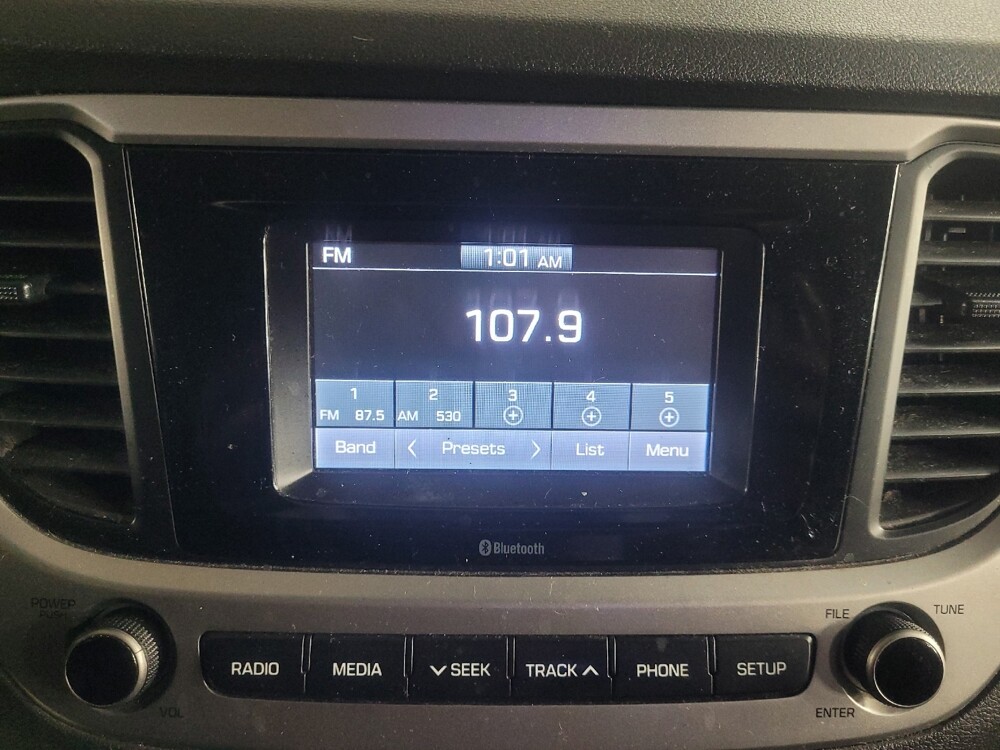 FM 1:01 AM
107.9
1 2 3 4 5
FM 87.5 AM 530
Band Presets List Menu
Bluetooth
POWER
PUSH
VOL
RADIO MEDIA SEEK TRACK PHONE SETUP
FILE TUNE
ENTER